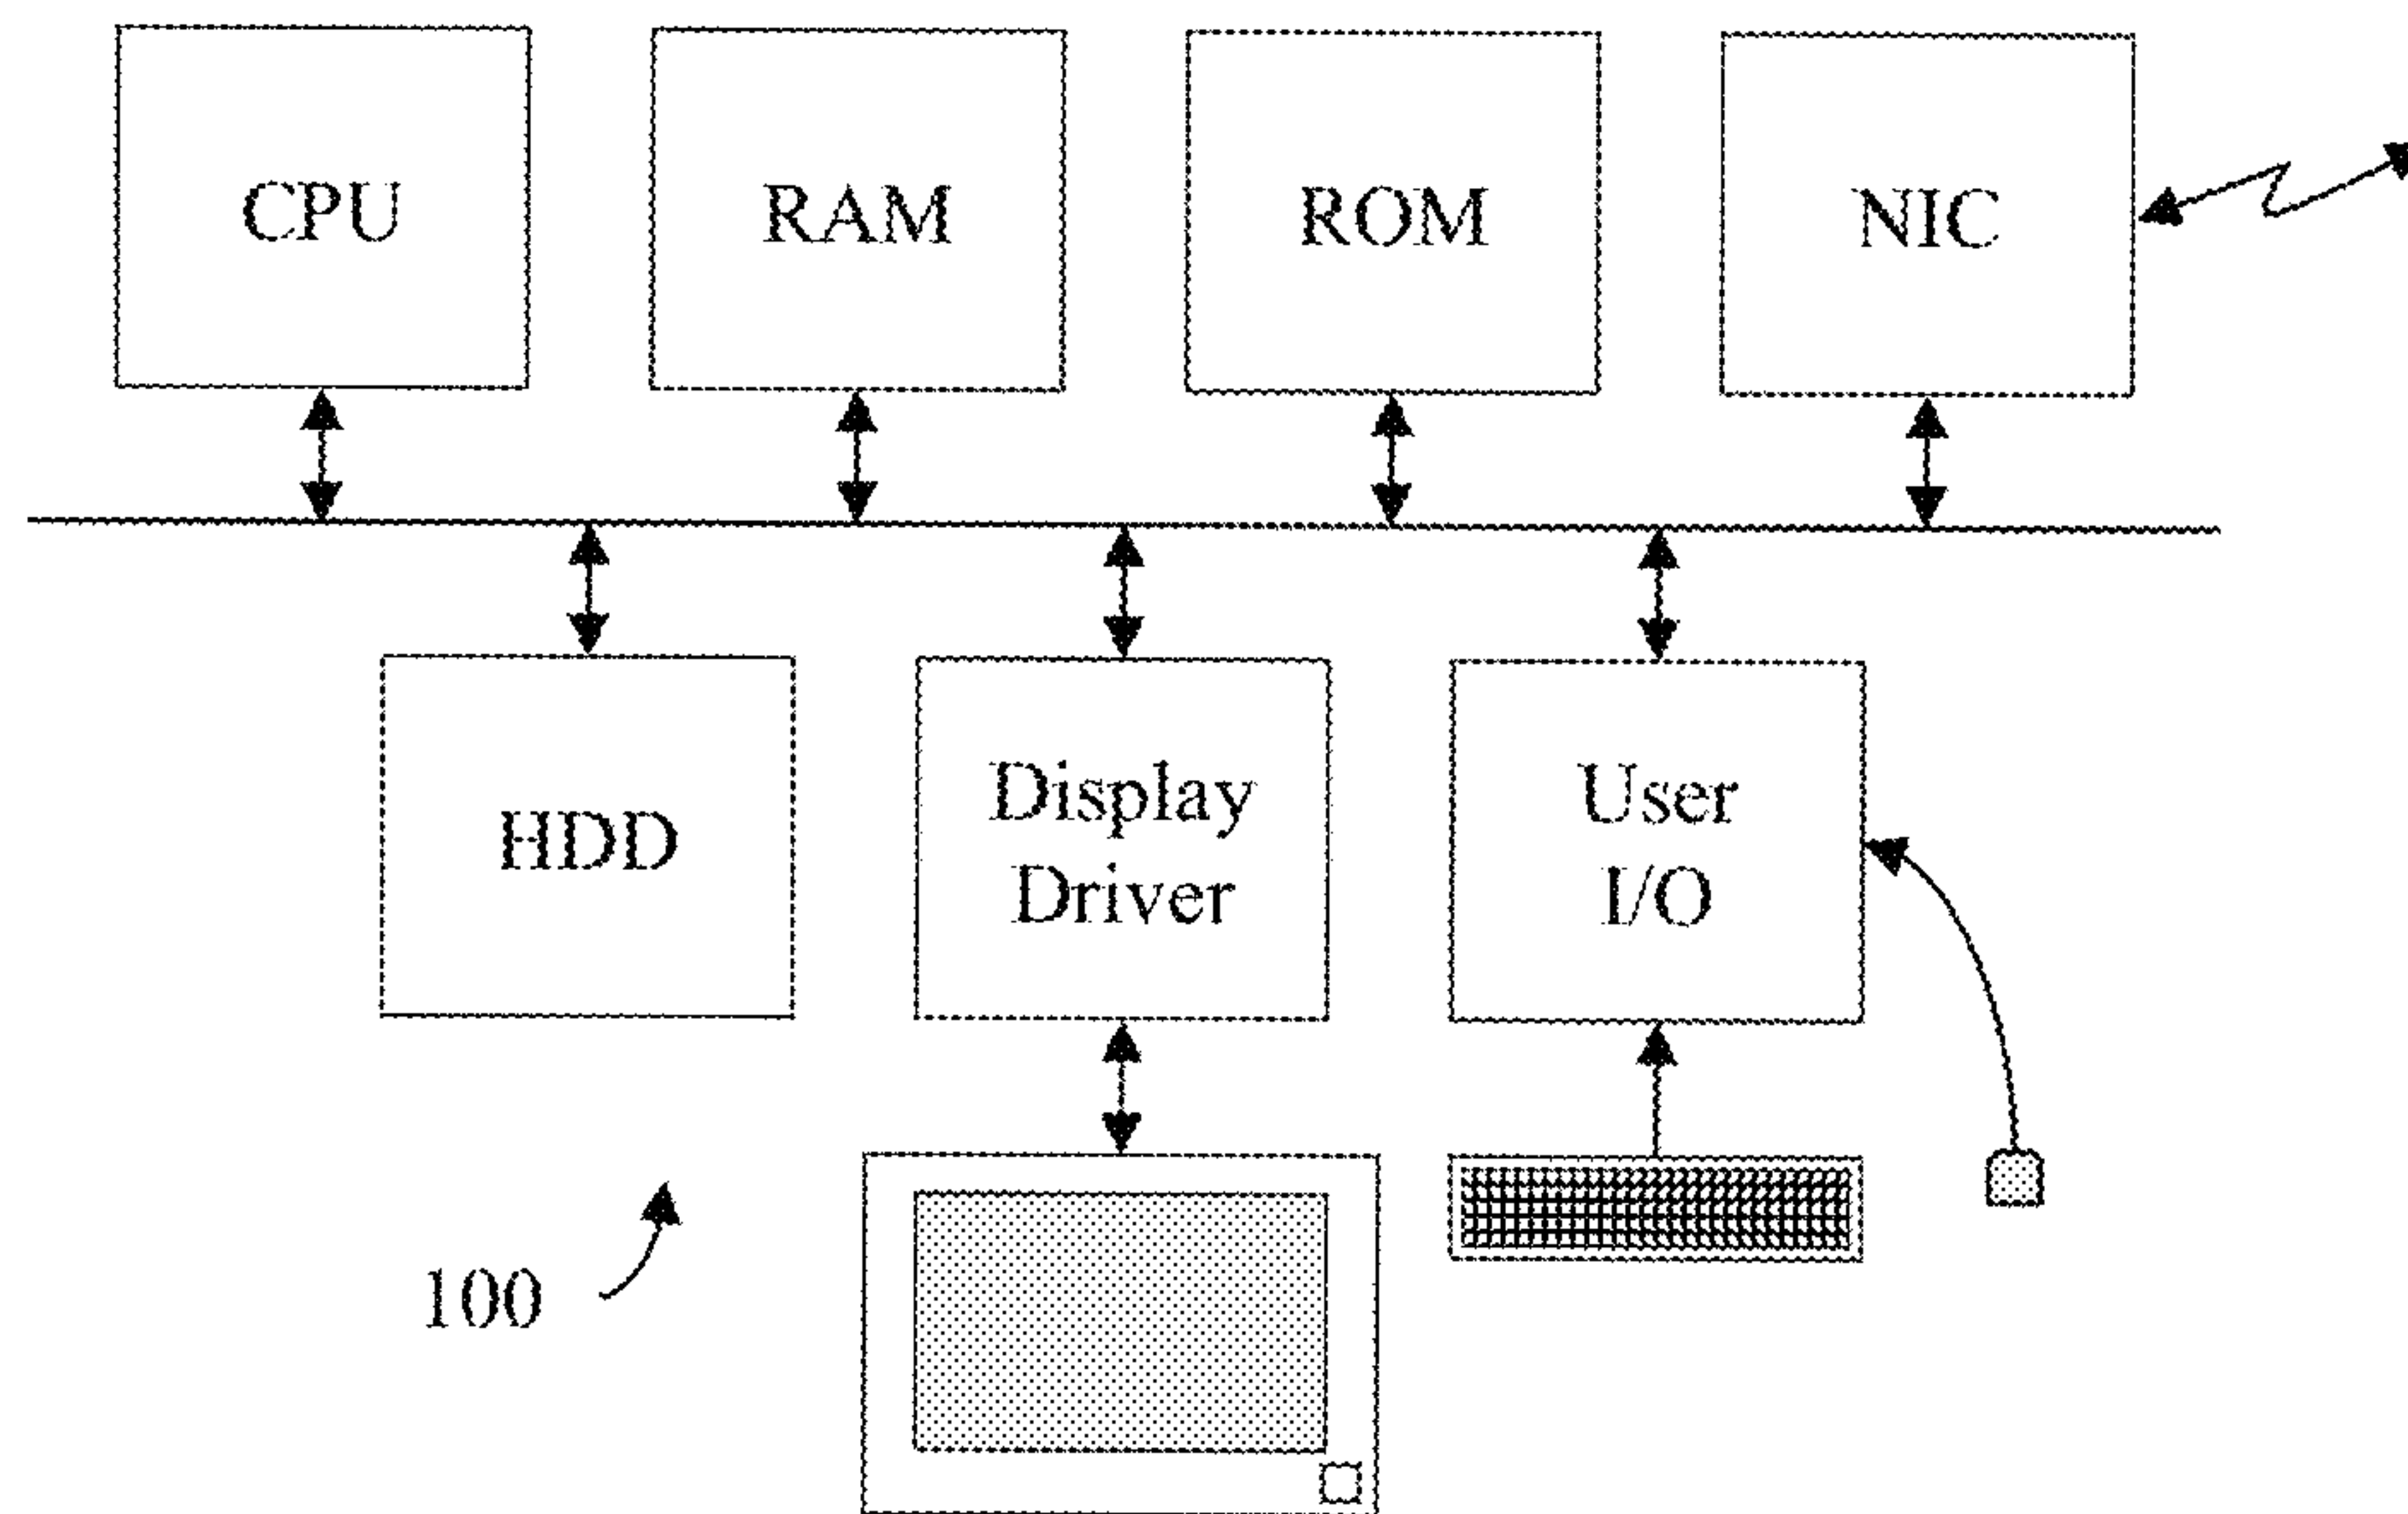 CPU
RAM
ROM
NIC
HDD
Display
Driver
User
I/O
100